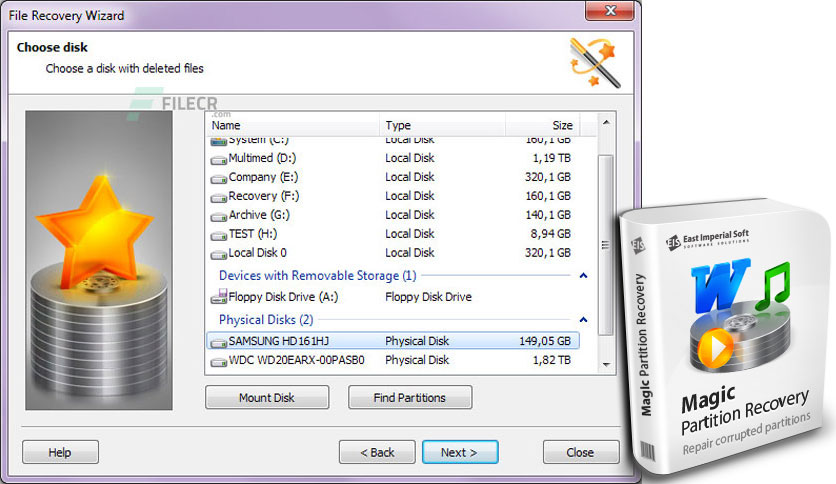 File Recovery Wizard
Choose disk
Choose a disk with deleted files
FILECR
.com
Name Type Size
System (C:) Local Disk 160,1 GB
Multimed (D:) Local Disk 1,19 TB
Company (E:) Local Disk 320,1 GB
Recovery (F:) Local Disk 160,1 GB
Archive (G:) Local Disk 140,1 GB
TEST (H:) Local Disk 8,94 GB
Local Disk 0 Local Disk 320,1 GB
Devices with Removable Storage (1)
Floppy Disk Drive (A:) Floppy Disk Drive
Physical Disks (2)
SAMSUNG HD161HJ Physical Disk 149,05 GB
WDC WD20EARX-00PASB0 Physical Disk 1,82 TB
Mount Disk Find Partitions
Help < Back Next > Close
EIS
Magic Partition Recovery
EIS East Imperial Soft
SOFTWARE SOLUTIONS
W
Magic
Partition Recovery
Repair corrupted partitions